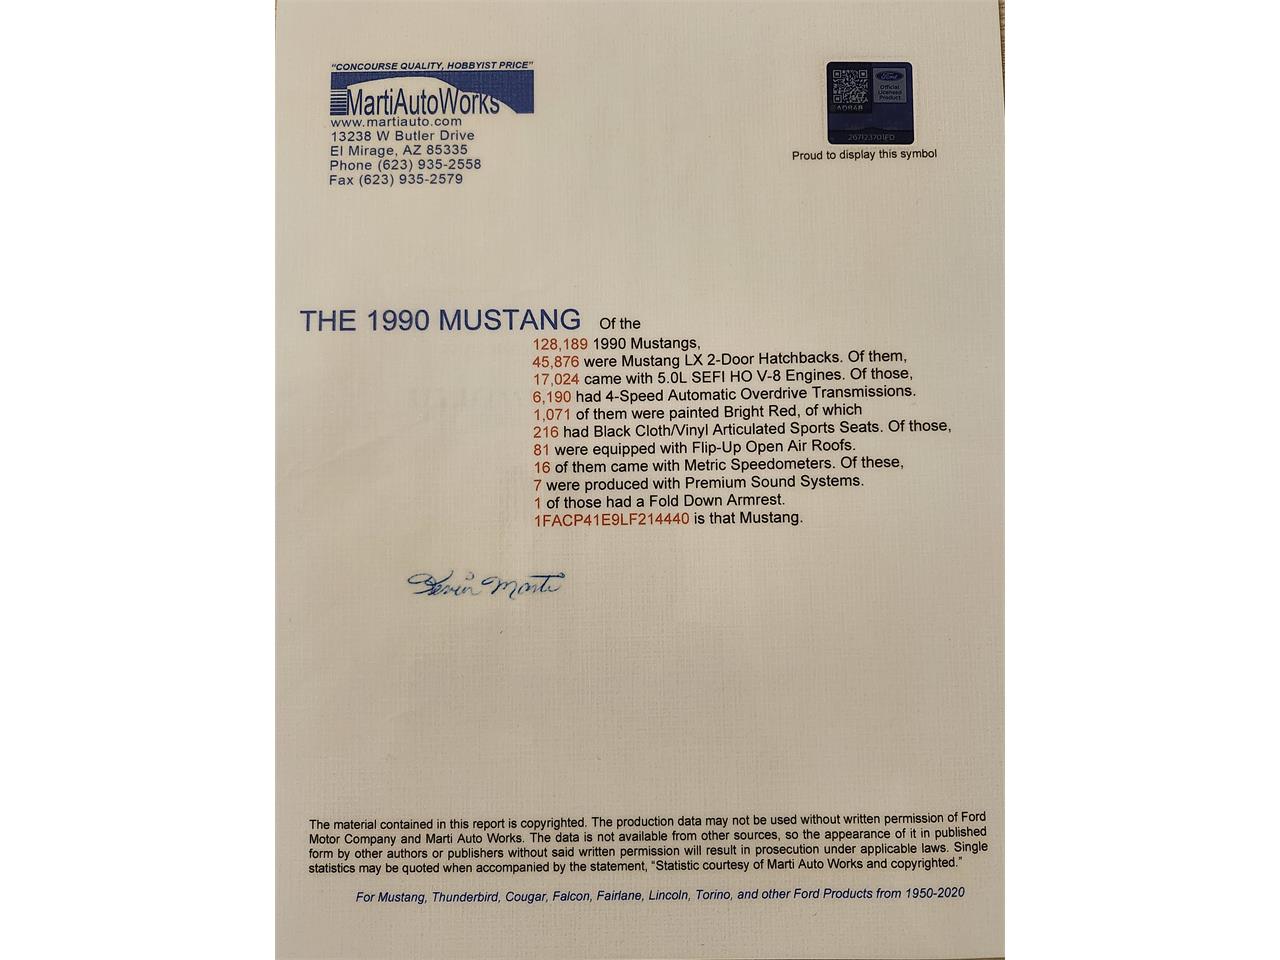 "CONCOURSE QUALITY, HOBBYIST PRICE"
MartiAutoWorks
www.martiauto.com
13238 W Butler Drive
El Mirage, AZ 85335
Phone (623) 935-2558
Fax (623) 935-2579
Ford
Official
Licensed
Product
267123701FD
Proud to display this symbol
THE 1990 MUSTANG Of the
128,189 1990 Mustangs,
45,876 were Mustang LX 2-Door Hatchbacks. Of them,
17,024 came with 5.0L SEFI HO V-8 Engines. Of those,
6,190 had 4-Speed Automatic Overdrive Transmissions.
1,071 of them were painted Bright Red, of which
216 had Black Cloth/Vinyl Articulated Sports Seats. Of those,
81 were equipped with Flip-Up Open Air Roofs.
16 of them came with Metric Speedometers. Of these,
7 were produced with Premium Sound Systems.
1 of those had a Fold Down Armrest.
1FACP41E9LF214440 is that Mustang.
Kevin Marti
The material contained in this report is copyrighted. The production data may not be used without written permission of Ford
Motor Company and Marti Auto Works. The data is not available from other sources, so the appearance of it in published
form by other authors or publishers without said written permission will result in prosecution under applicable laws. Single
statistics may be quoted when accompanied by the statement, "Statistic courtesy of Marti Auto Works and copyrighted."
For Mustang, Thunderbird, Cougar, Falcon, Fairlane, Lincoln, Torino, and other Ford Products from 1950-2020